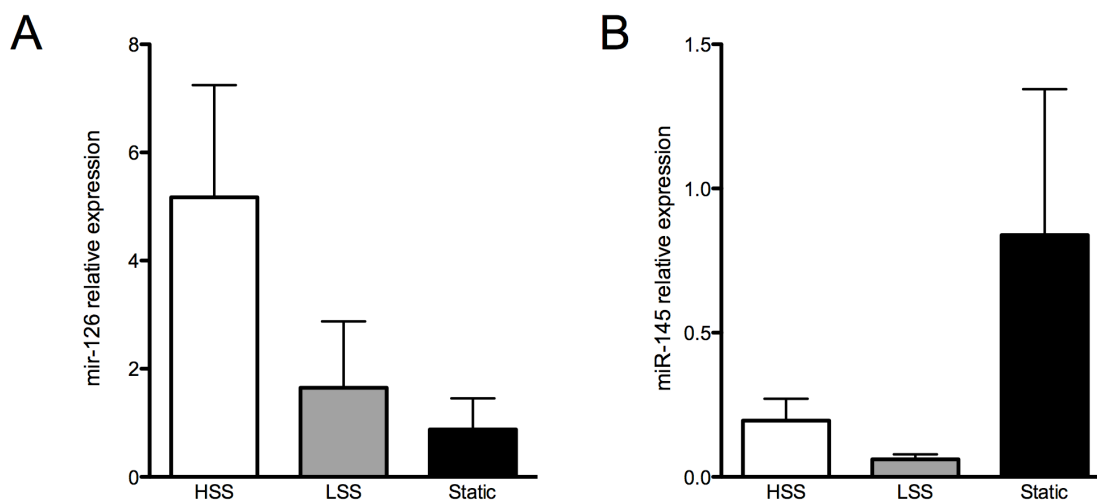 A
mir-126 relative expression
8
6
4
2
0
HSS LSS Static
B
miR-145 relative expression
1.5
1.0
0.5
0.0
HSS LSS Static